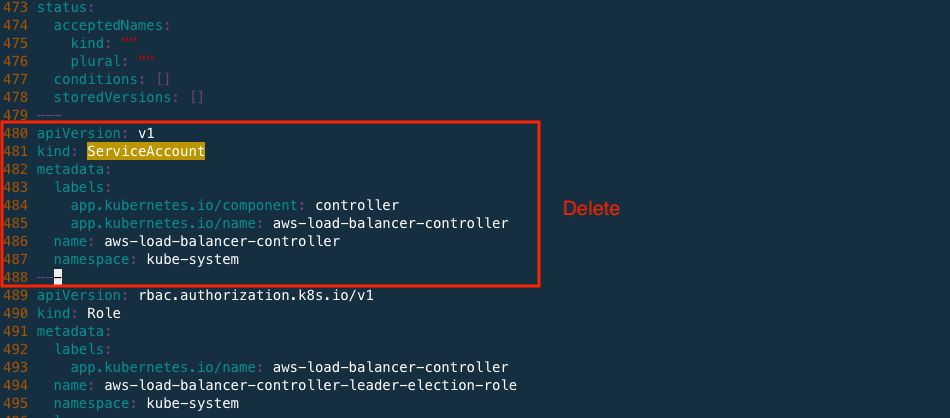 473 status:
474   acceptedNames:
475     kind: ""
476     plural: ""
477   conditions: []
478   storedVersions: []
479 ---
480 apiVersion: v1
481 kind: ServiceAccount
482 metadata:
483   labels:
484     app.kubernetes.io/component: controller
485     app.kubernetes.io/name: aws-load-balancer-controller
Delete
486   name: aws-load-balancer-controller
487   namespace: kube-system
488 ---
489 apiVersion: rbac.authorization.k8s.io/v1
490 kind: Role
491 metadata:
492   labels:
493     app.kubernetes.io/name: aws-load-balancer-controller
494   name: aws-load-balancer-controller-leader-election-role
495   namespace: kube-system